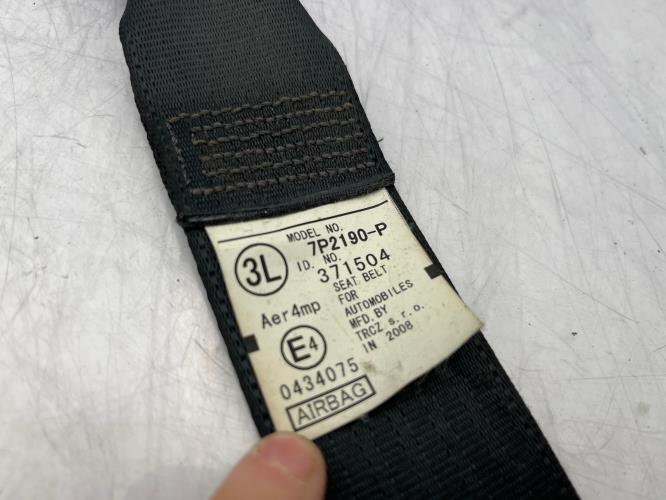 MODEL NO.
7P2190-P
3L
ID. NO.
371504
SEAT BELT
FOR
AUTOMOBILES
MFD. BY
TRCZ s.r.o.
IN 2008
Aer4mp
E4
0434075
AIRBAG